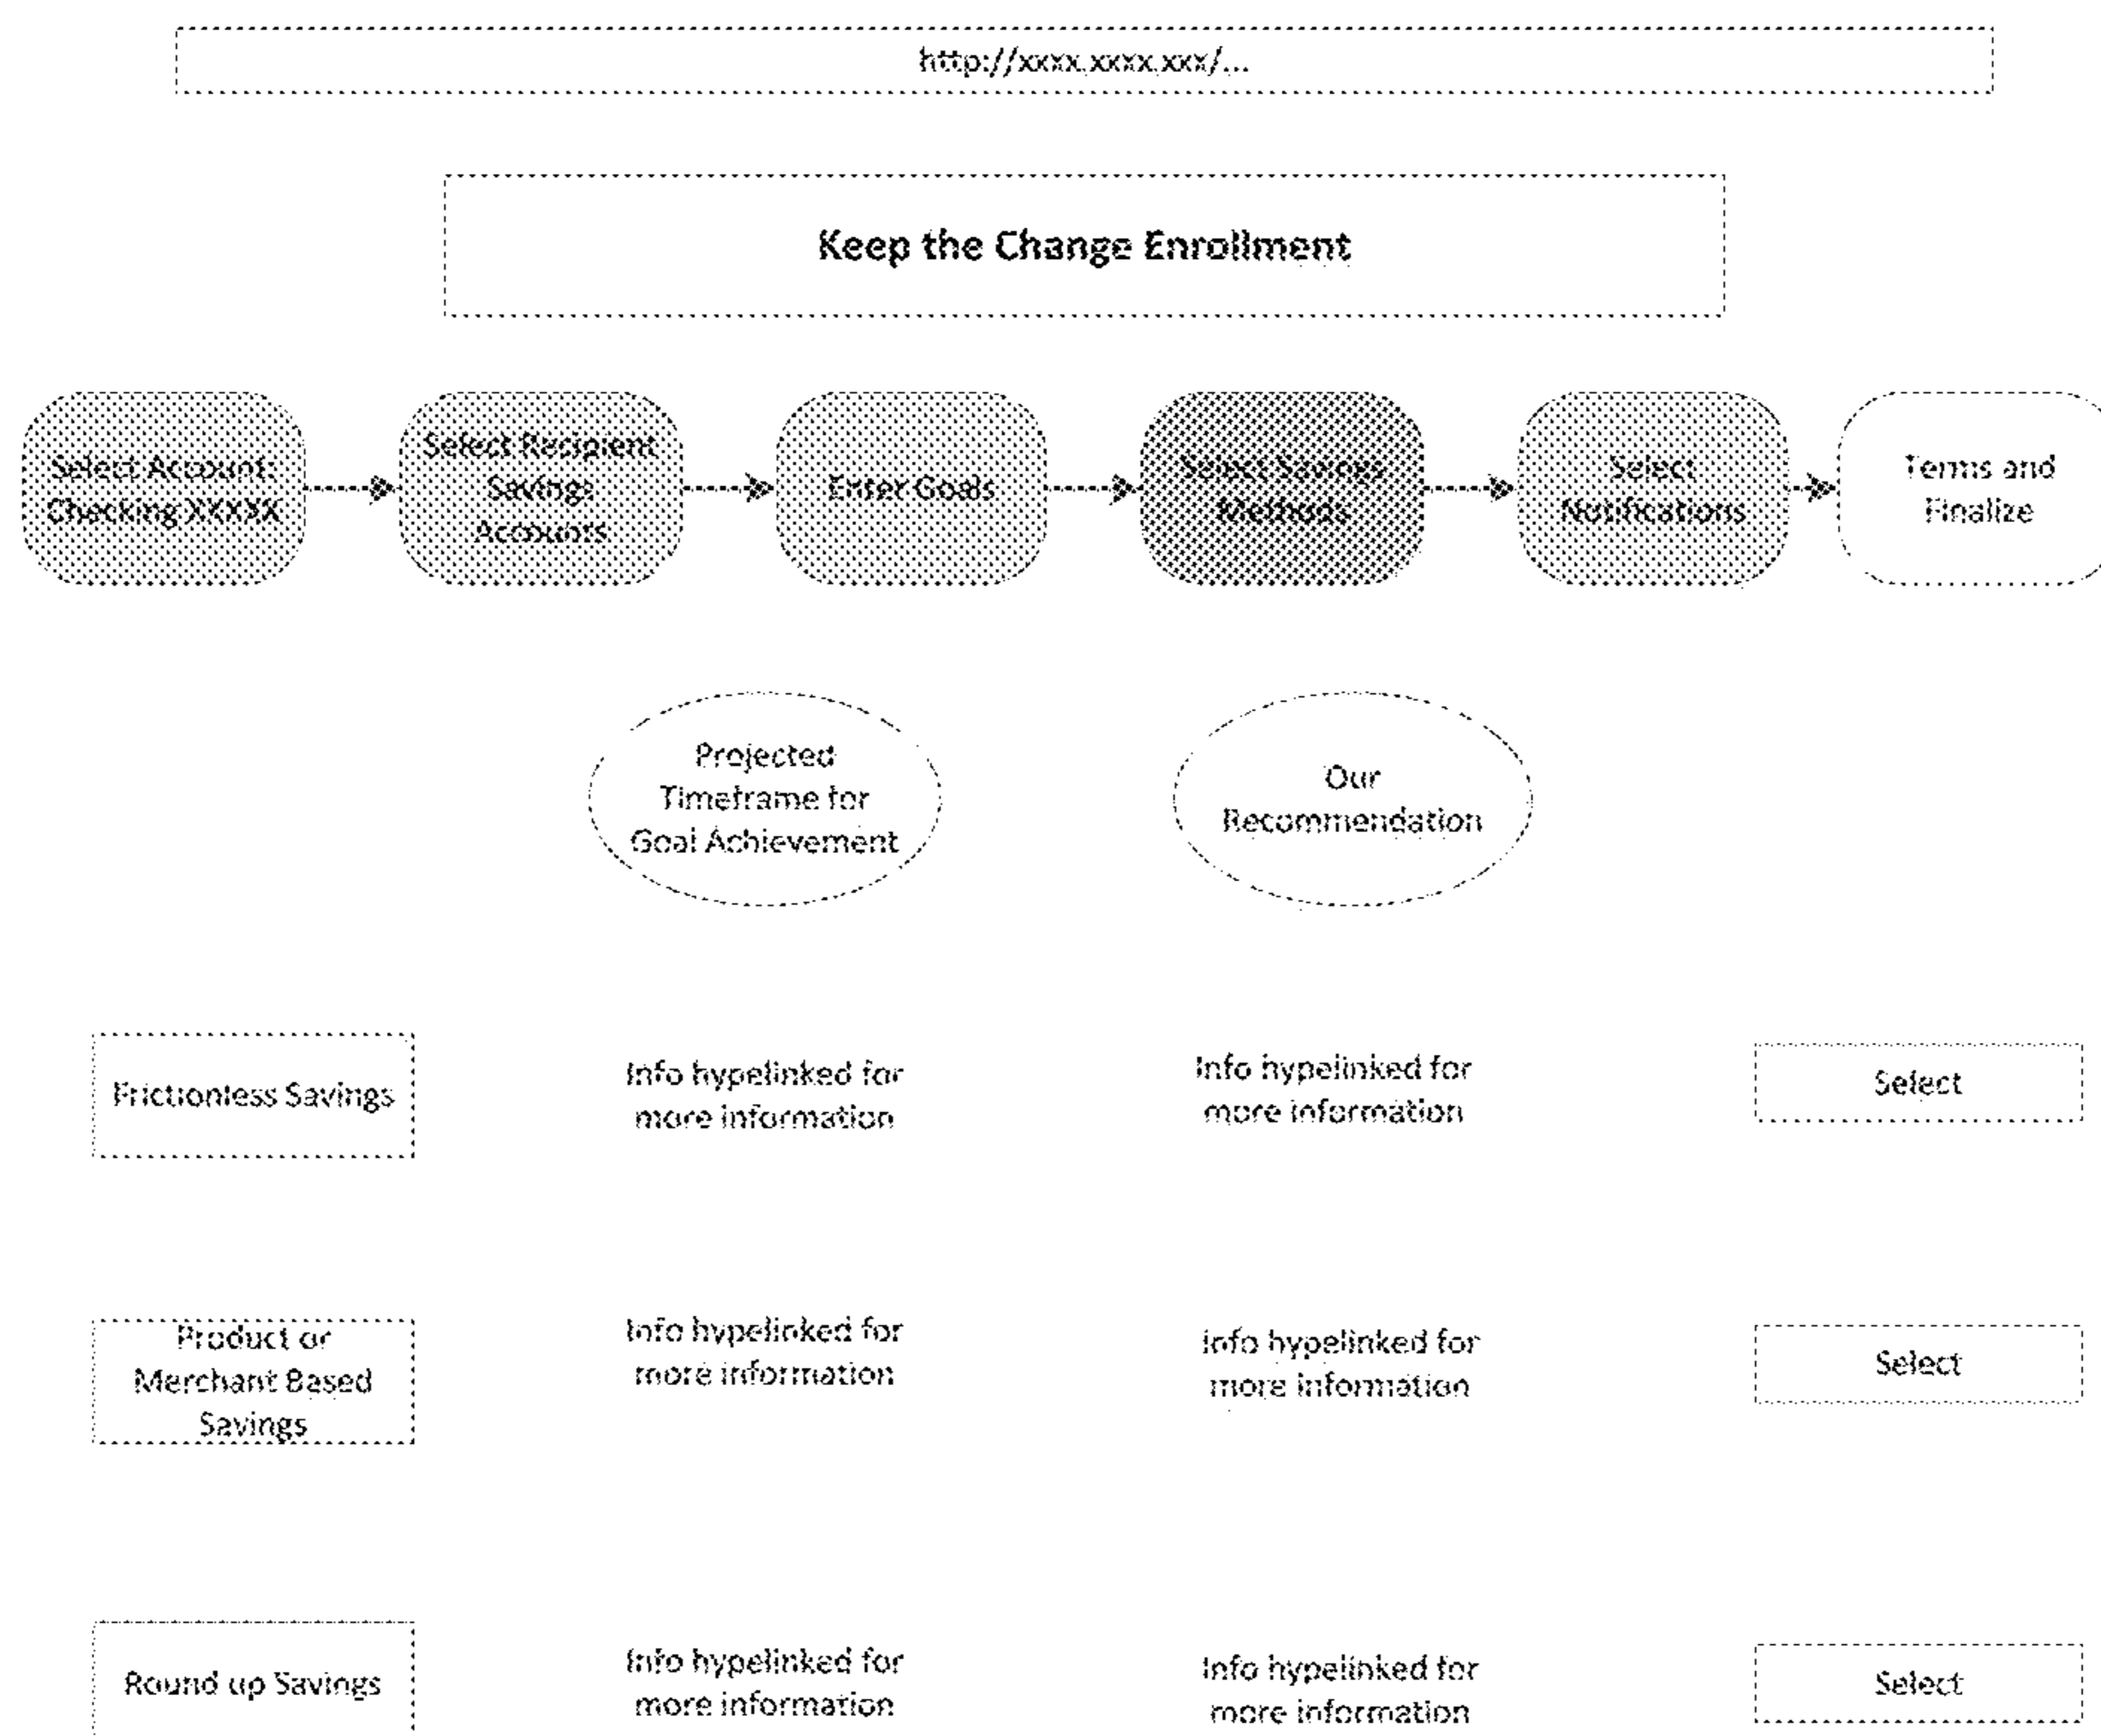 http://xxxx.xxxx.xxx/...
Keep the Change Enrollment
Select Account:
Checking XXXXX
Select Recipient
Savings
Accounts
Enter Goals
Select Savings
Methods
Select
Notifications
Terms and
Finalize
Projected
Timeframe for
Goal Achievement
Our
Recommendation
Frictionless Savings
Info hypelinked for
more information
Info hypelinked for
more information
Select
Product or
Merchant Based
Savings
Info hypelinked for
more information
Info hypelinked for
more information
Select
Round up Savings
Info hypelinked for
more information
Info hypelinked for
more information
Select